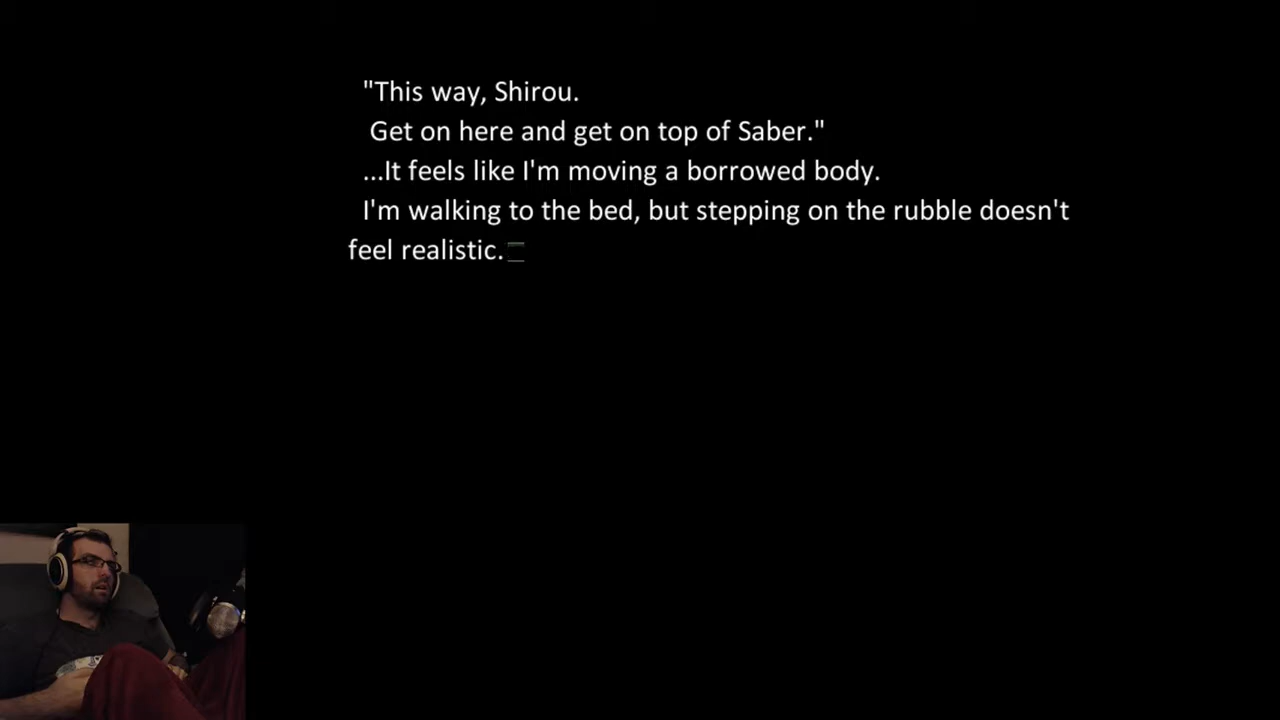 "This way, Shirou.
Get on here and get on top of Saber."
...It feels like I'm moving a borrowed body.
I'm walking to the bed, but stepping on the rubble doesn't
feel realistic.